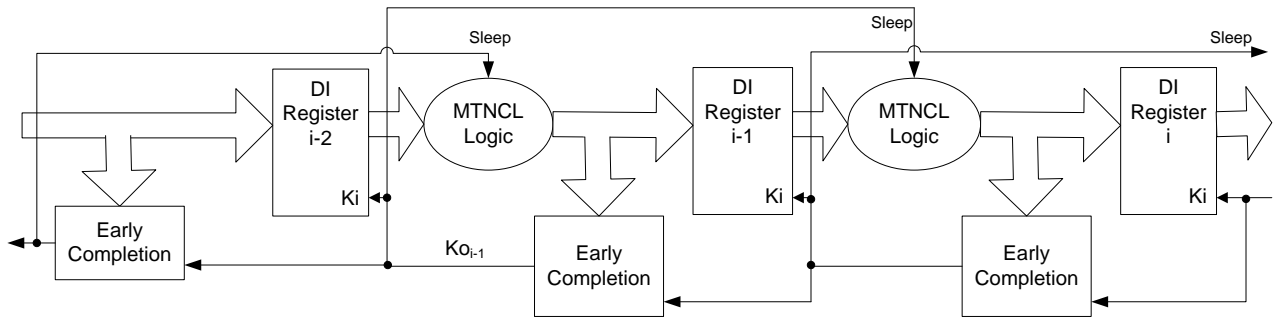 Sleep
Sleep
Sleep
DI
Register
i-2
Ki
MTNCL
Logic
DI
Register
i-1
Ki
MTNCL
Logic
DI
Register
i
Ki
Early
Completion
Ko i-1
Early
Completion
Early
Completion